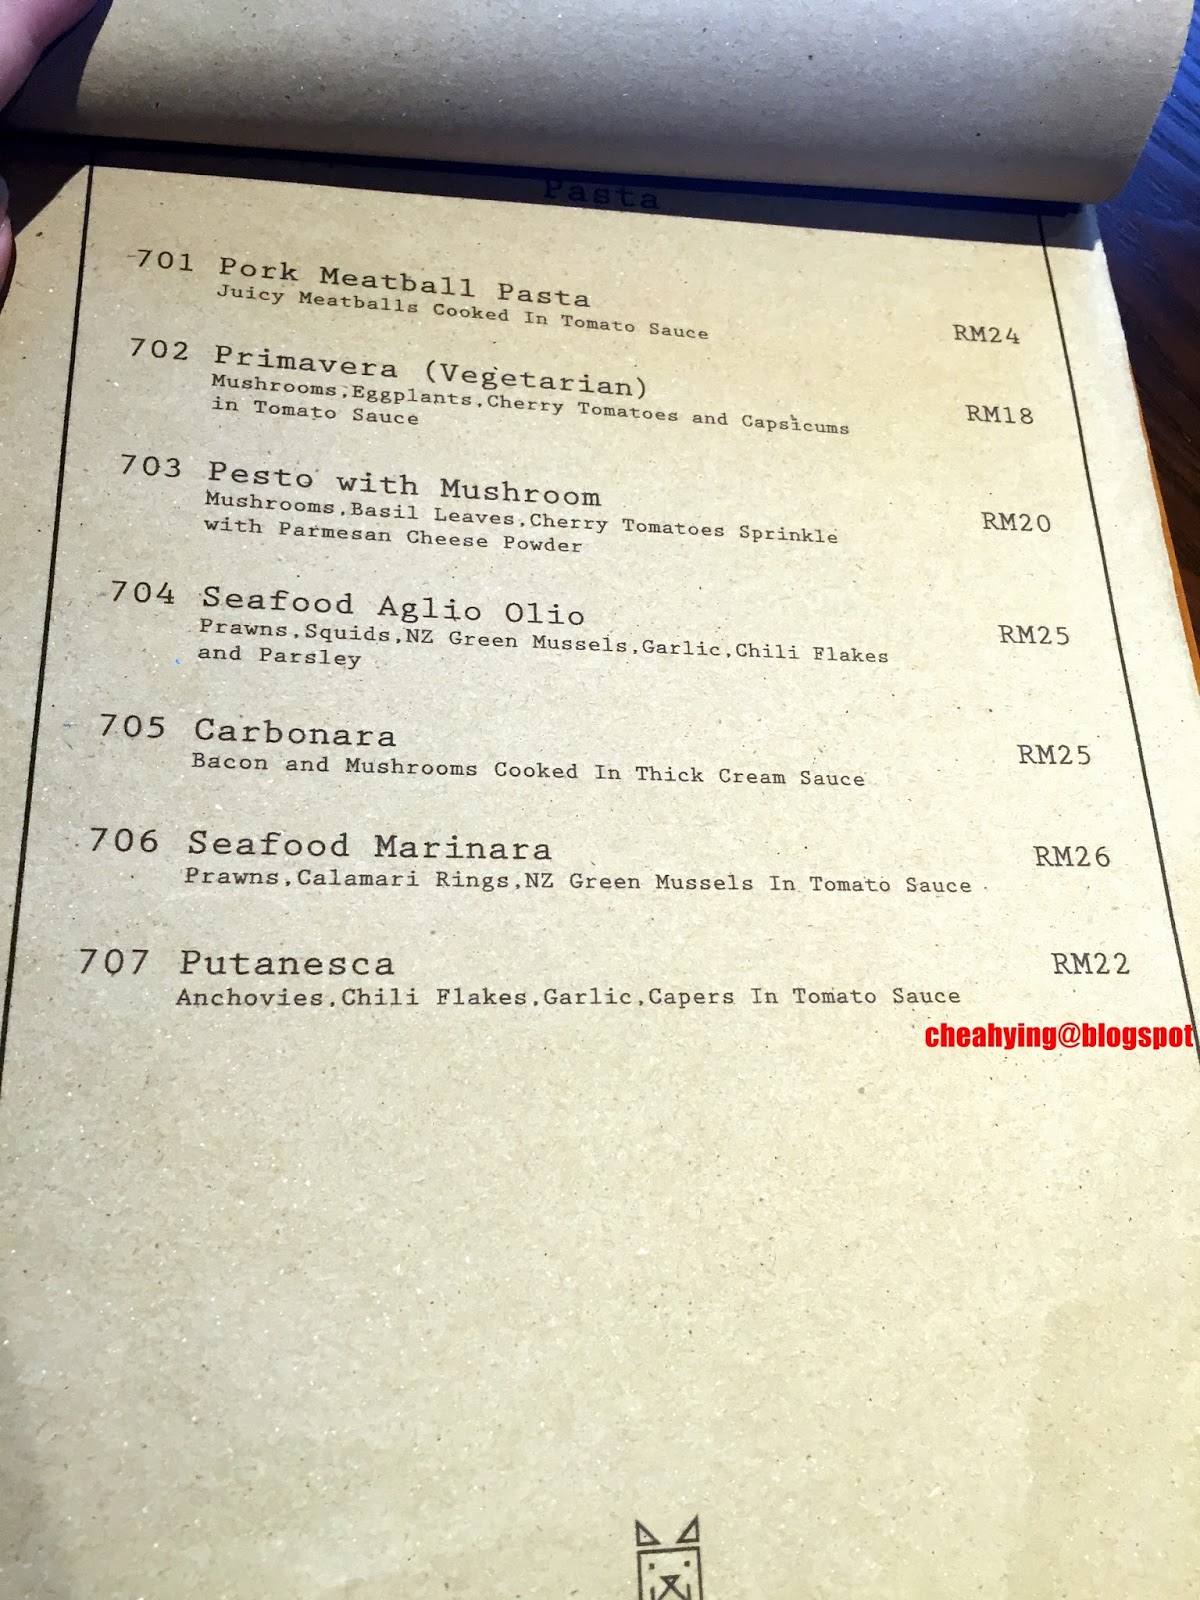 Pasta
701 Pork Meatball Pasta
Juicy Meatballs Cooked In Tomato Sauce RM24
702 Primavera (Vegetarian)
Mushrooms,Eggplants,Cherry Tomatoes and Capsicums RM18
in Tomato Sauce
703 Pesto with Mushroom
Mushrooms,Basil Leaves,Cherry Tomatoes Sprinkle RM20
with Parmesan Cheese Powder
704 Seafood Aglio Olio
Prawns,Squids,NZ Green Mussels,Garlic,Chili Flakes RM25
and Parsley
705 Carbonara RM25
Bacon and Mushrooms Cooked In Thick Cream Sauce
706 Seafood Marinara RM26
Prawns,Calamari Rings,NZ Green Mussels In Tomato Sauce
707 Putanesca RM22
Anchovies,Chili Flakes,Garlic,Capers In Tomato Sauce
cheahying@blogspot